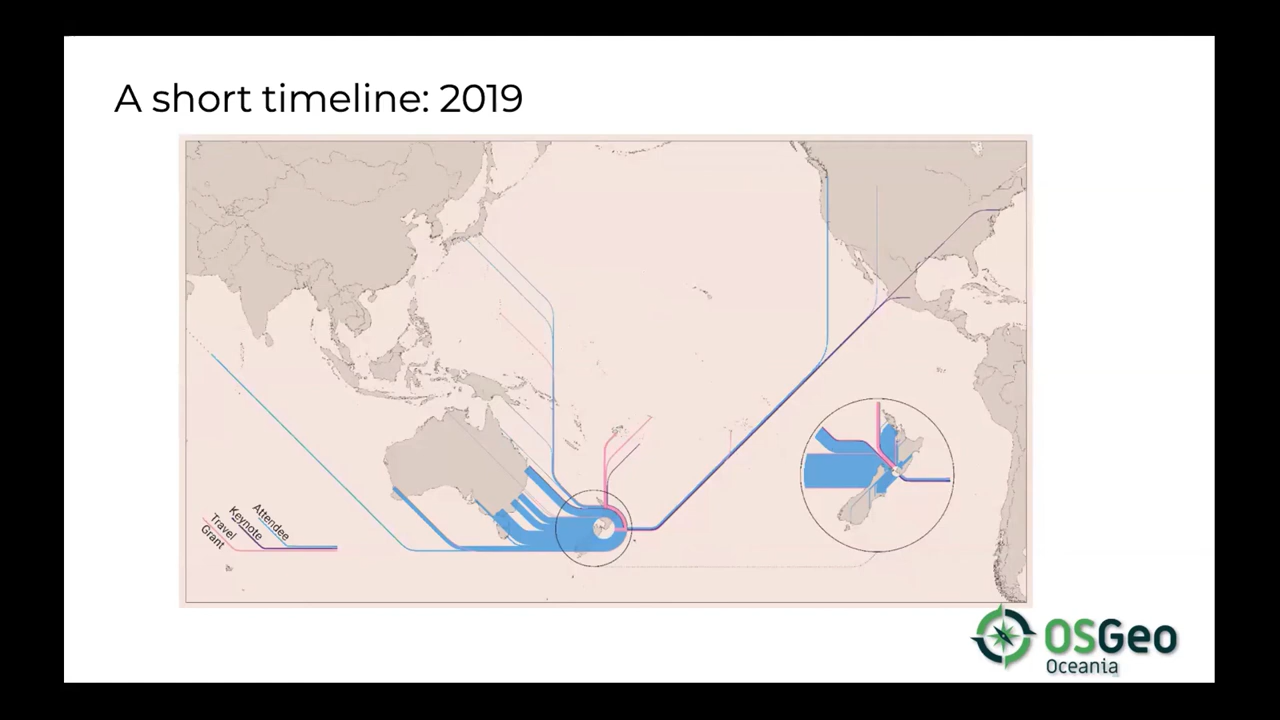 A short timeline: 2019
Attendee
Keynote
Travel
Grant
OSGeo
Oceania